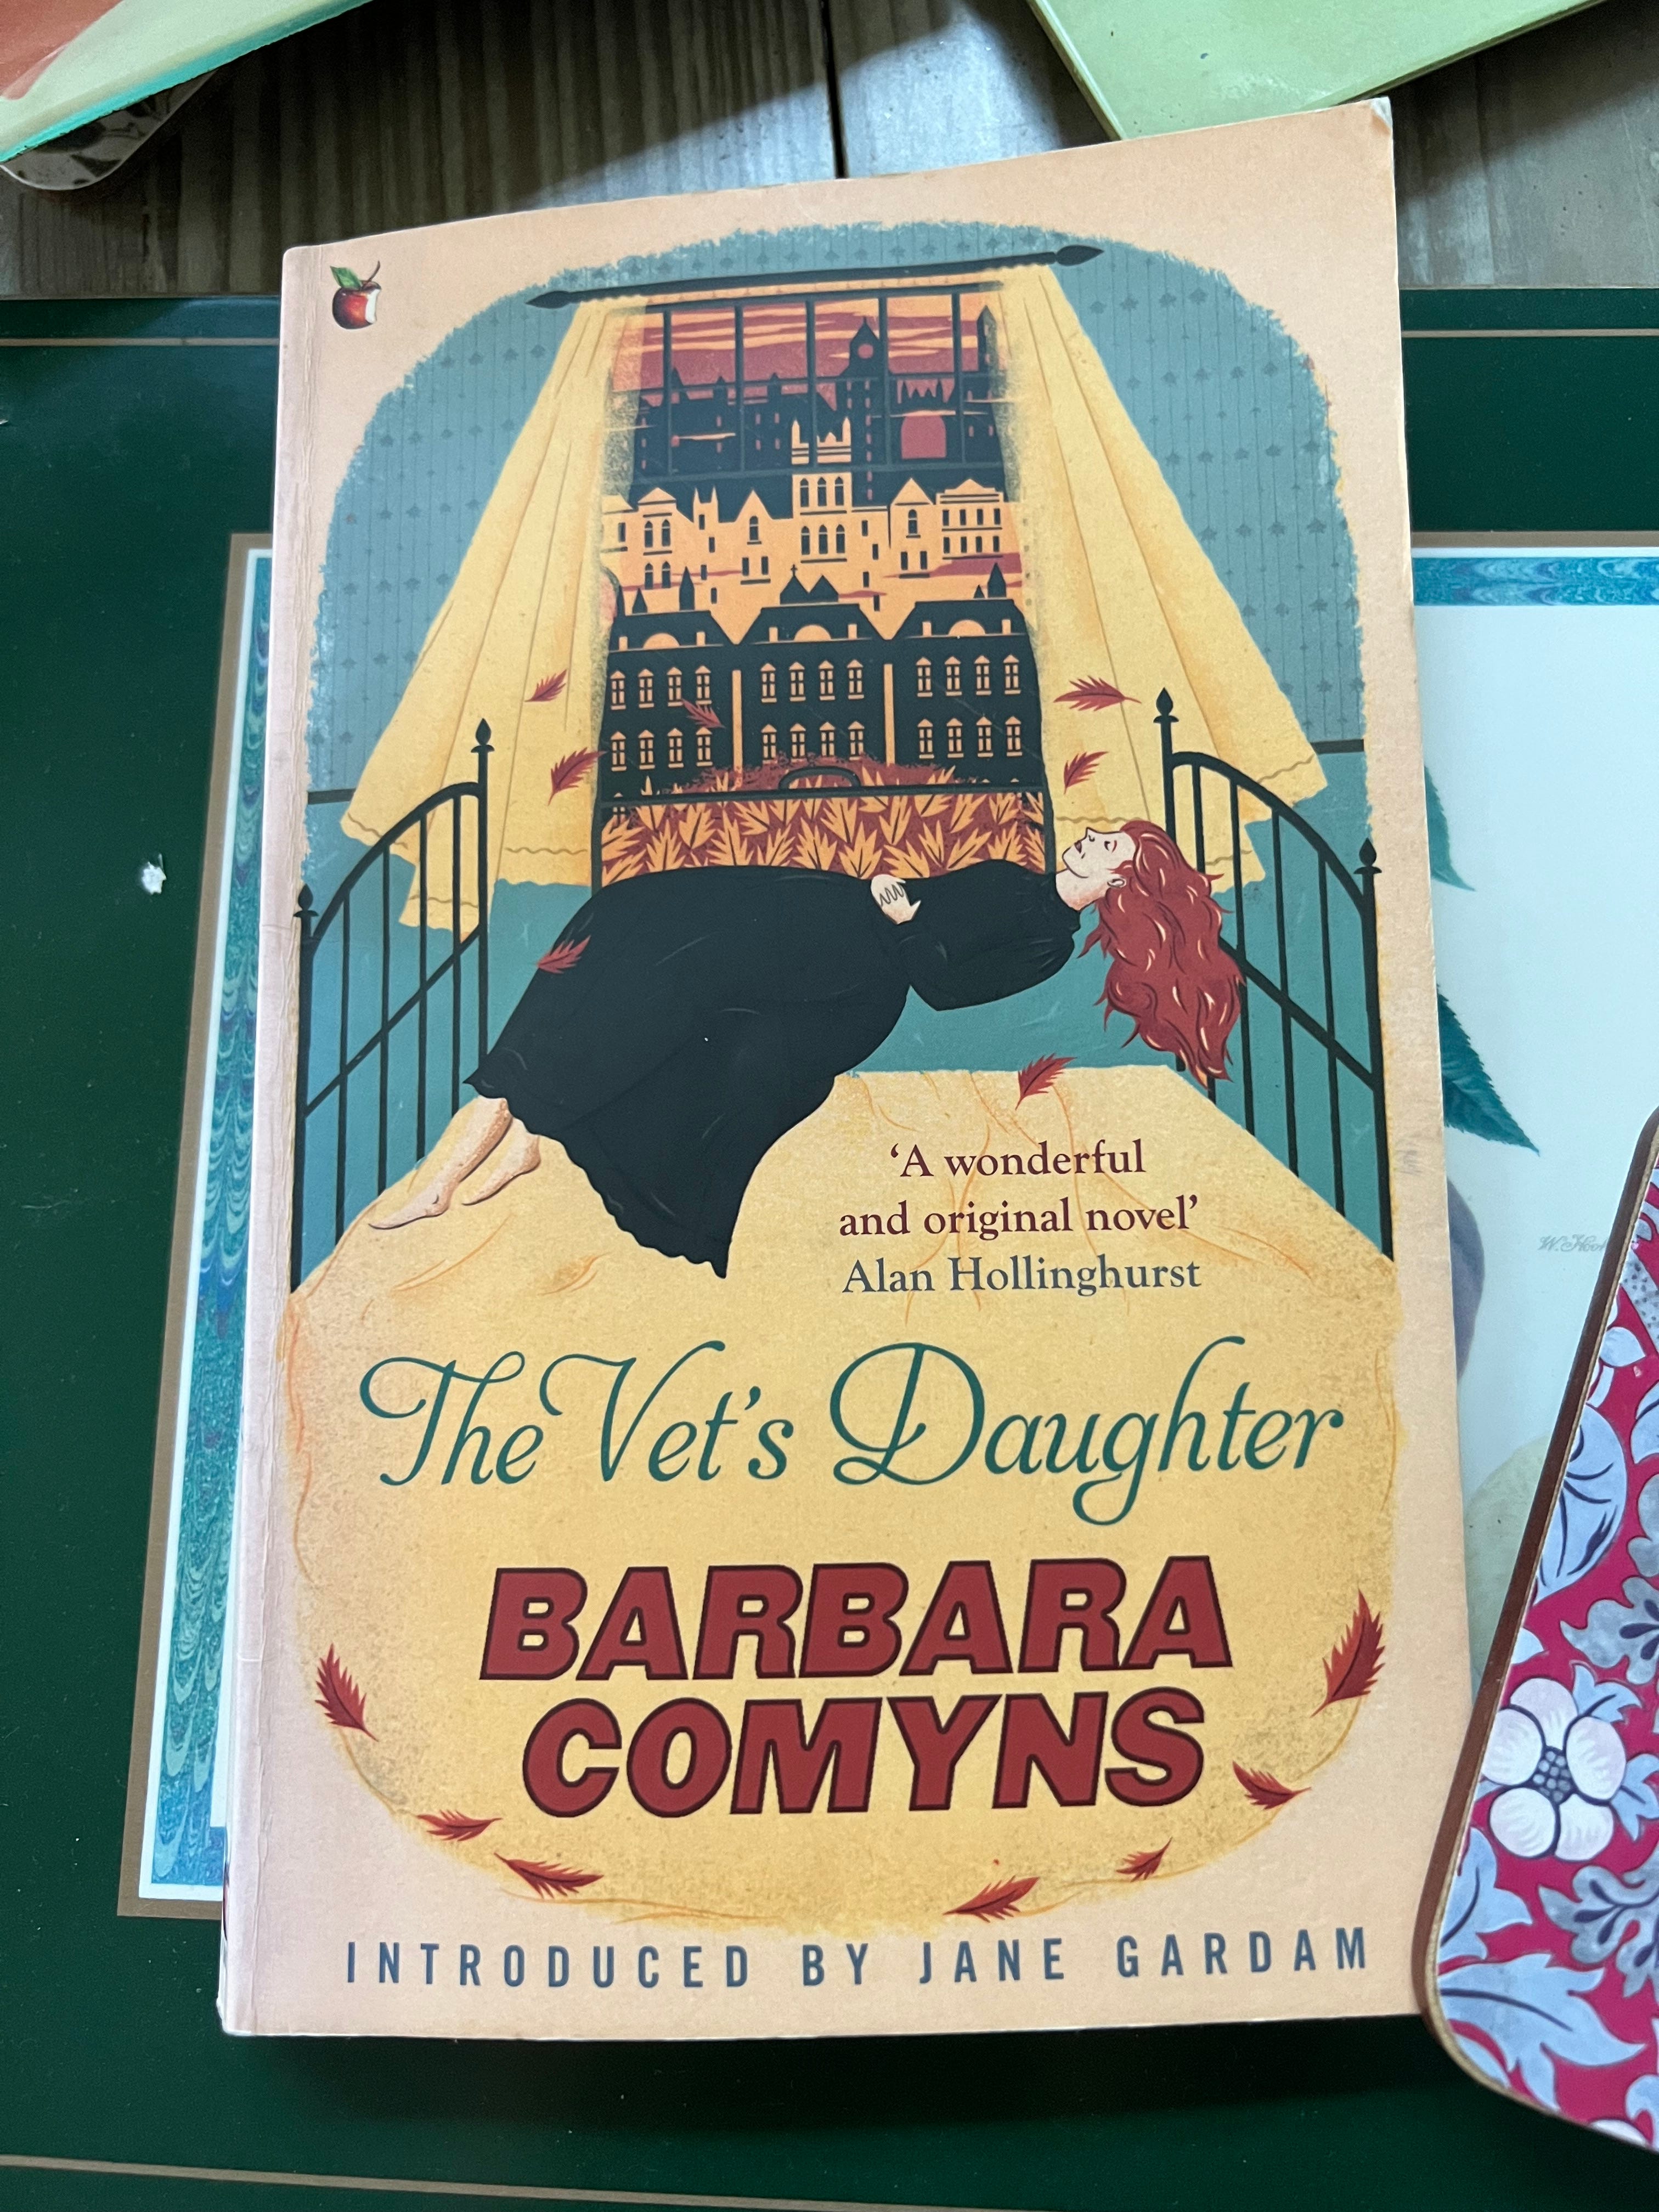 ‘A wonderful
and original novel’
Alan Hollinghurst
The Vet’s Daughter
BARBARA
COMYNS
INTRODUCED BY JANE GARDAM